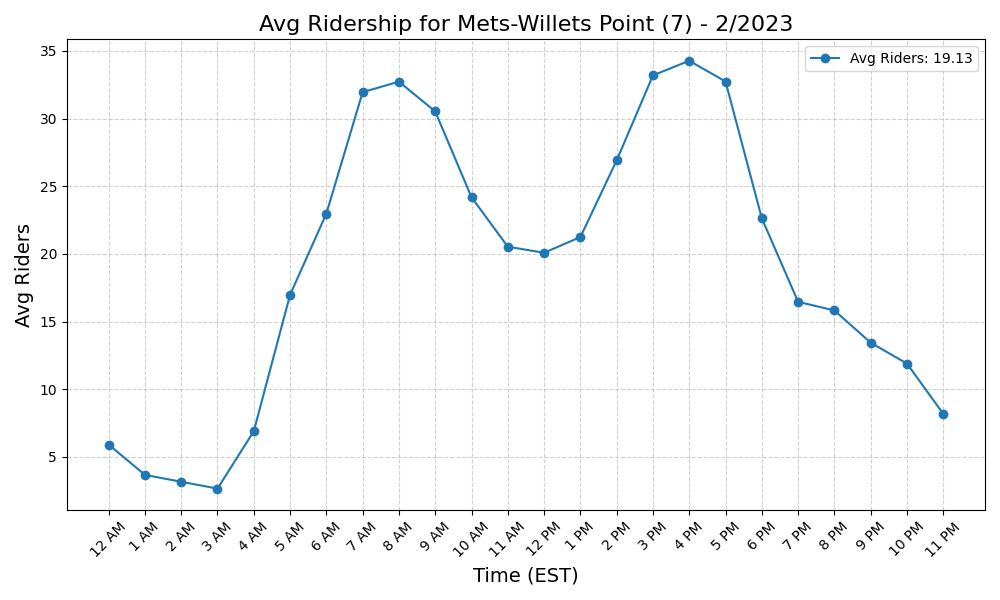 Avg Ridership for Mets-Willets Point (7) - 2/2023
Avg Riders: 19.13
Avg Riders
35
30
25
20
15
10
5
12 AM
1 AM
2 AM
3 AM
4 AM
5 AM
6 AM
7 AM
8 AM
9 AM
10 AM
11 AM
12 PM
1 PM
2 PM
3 PM
4 PM
5 PM
6 PM
7 PM
8 PM
9 PM
10 PM
11 PM
Time (EST)